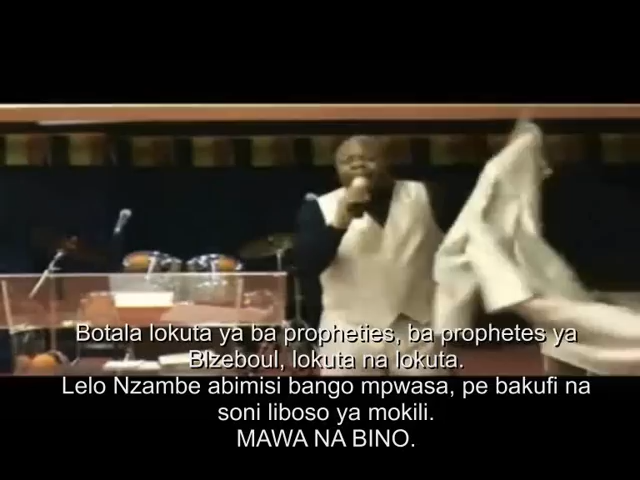 Botala lokuta ya ba propheties, ba prophetes ya
Blzeboul, lokuta na lokuta.
Lelo Nzambe abimisi bango mpwasa, pe bakufi na
soni liboso ya mokili.
MAWA NA BINO.